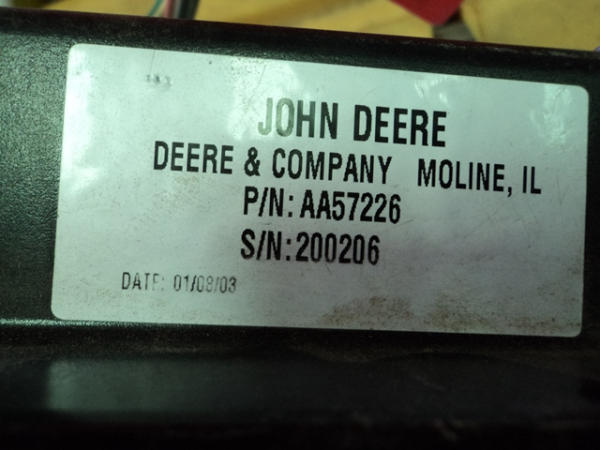 JOHN DEERE
DEERE & COMPANY MOLINE, IL
P/N: AA57226
S/N: 200206
DATE: 01/08/03